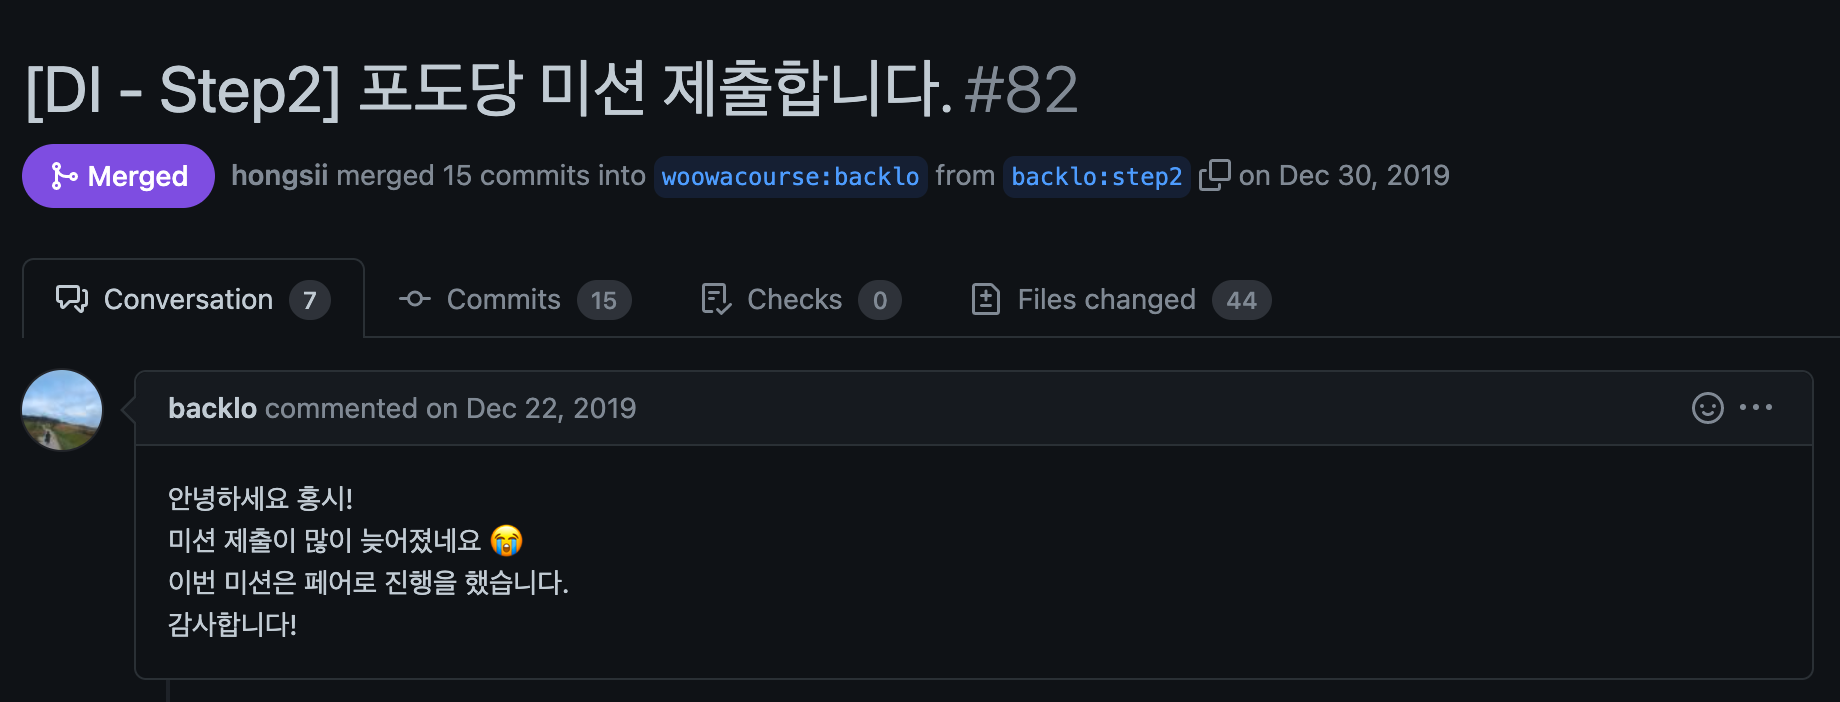 [DI - Step2] 포도당 미션 제출합니다. #82
Merged hongsii merged 15 commits into woowacourse:backlo from backlo:step2 on Dec 30, 2019
Conversation 7 Commits 15 Checks 0 Files changed 44
backlo commented on Dec 22, 2019
안녕하세요 홍시!
미션 제출이 많이 늦어졌네요 😭
이번 미션은 페어로 진행을 했습니다.
감사합니다!